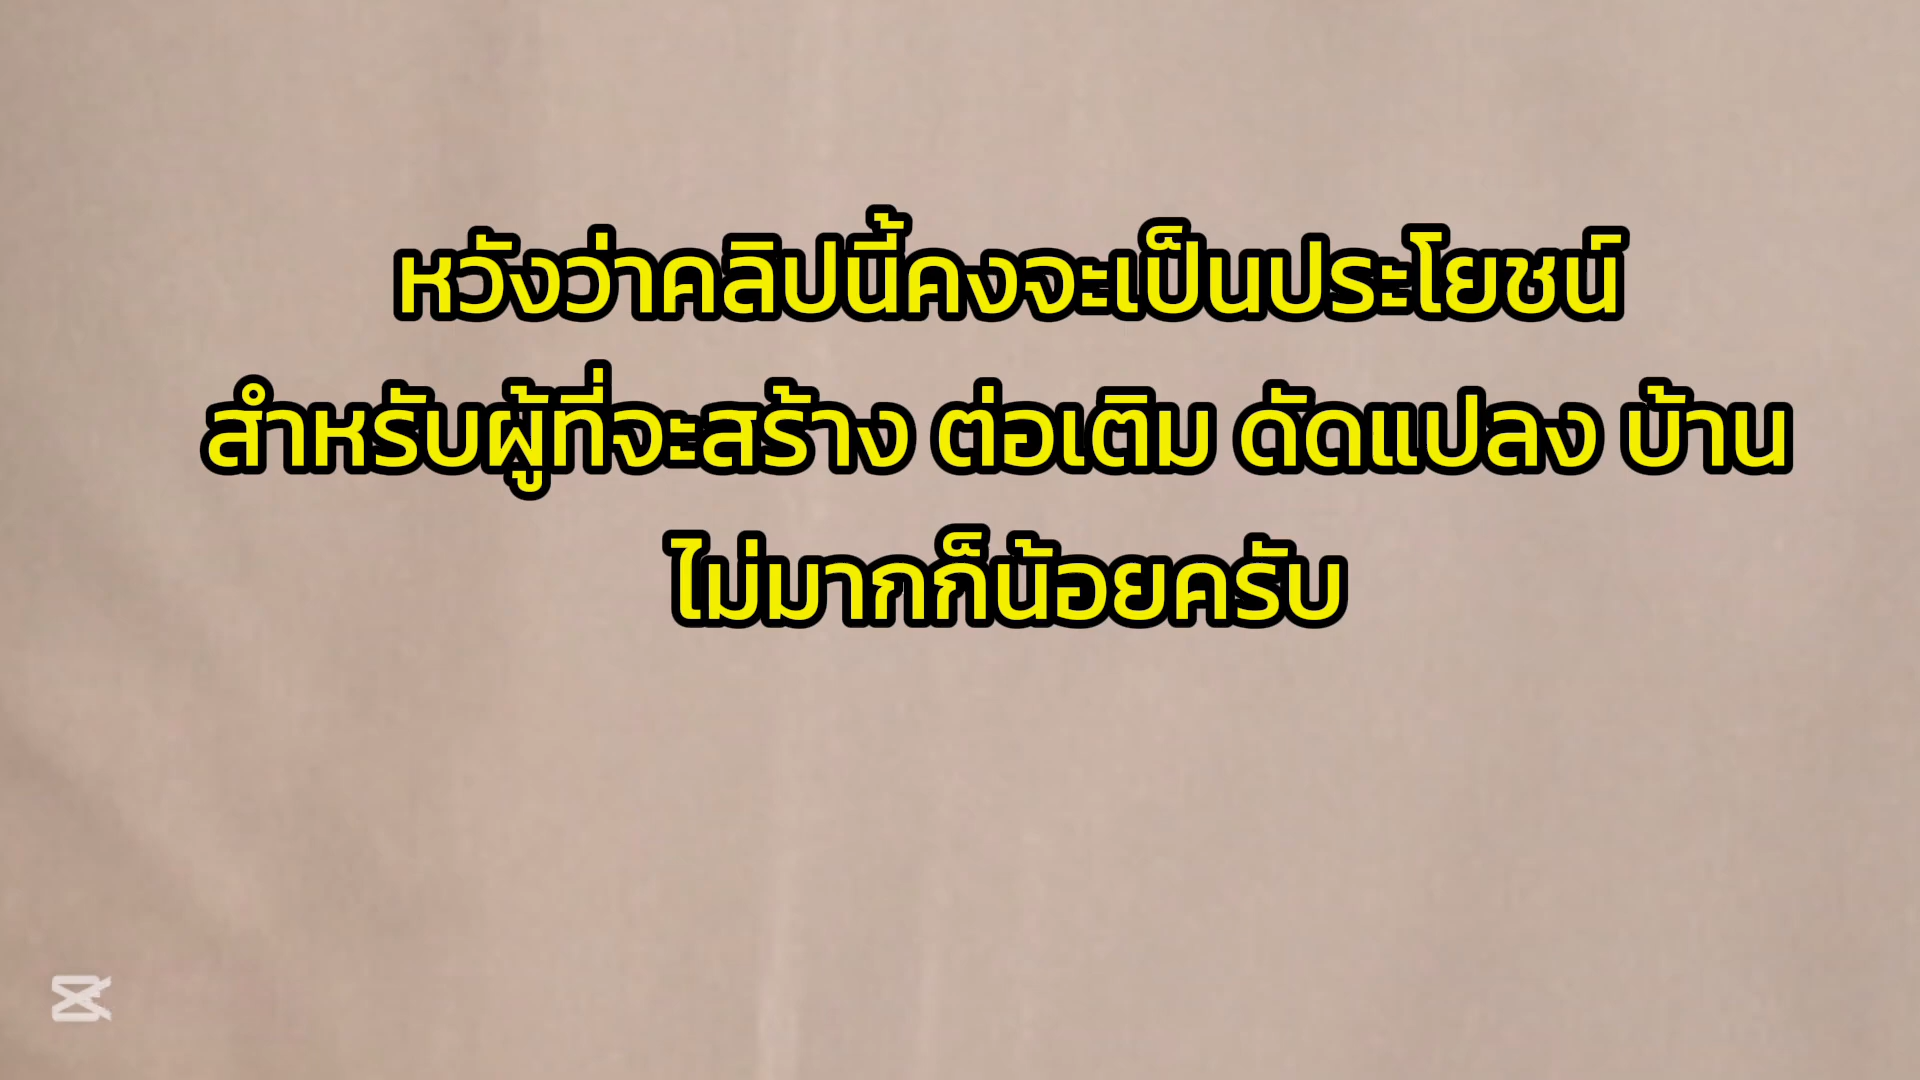 หวังว่าคลิปนี้คงจะเป็นประโยชน์
สำหรับผู้ที่จะสร้าง ต่อเติม ดัดแปลง บ้าน
ไม่มากก็น้อยครับ